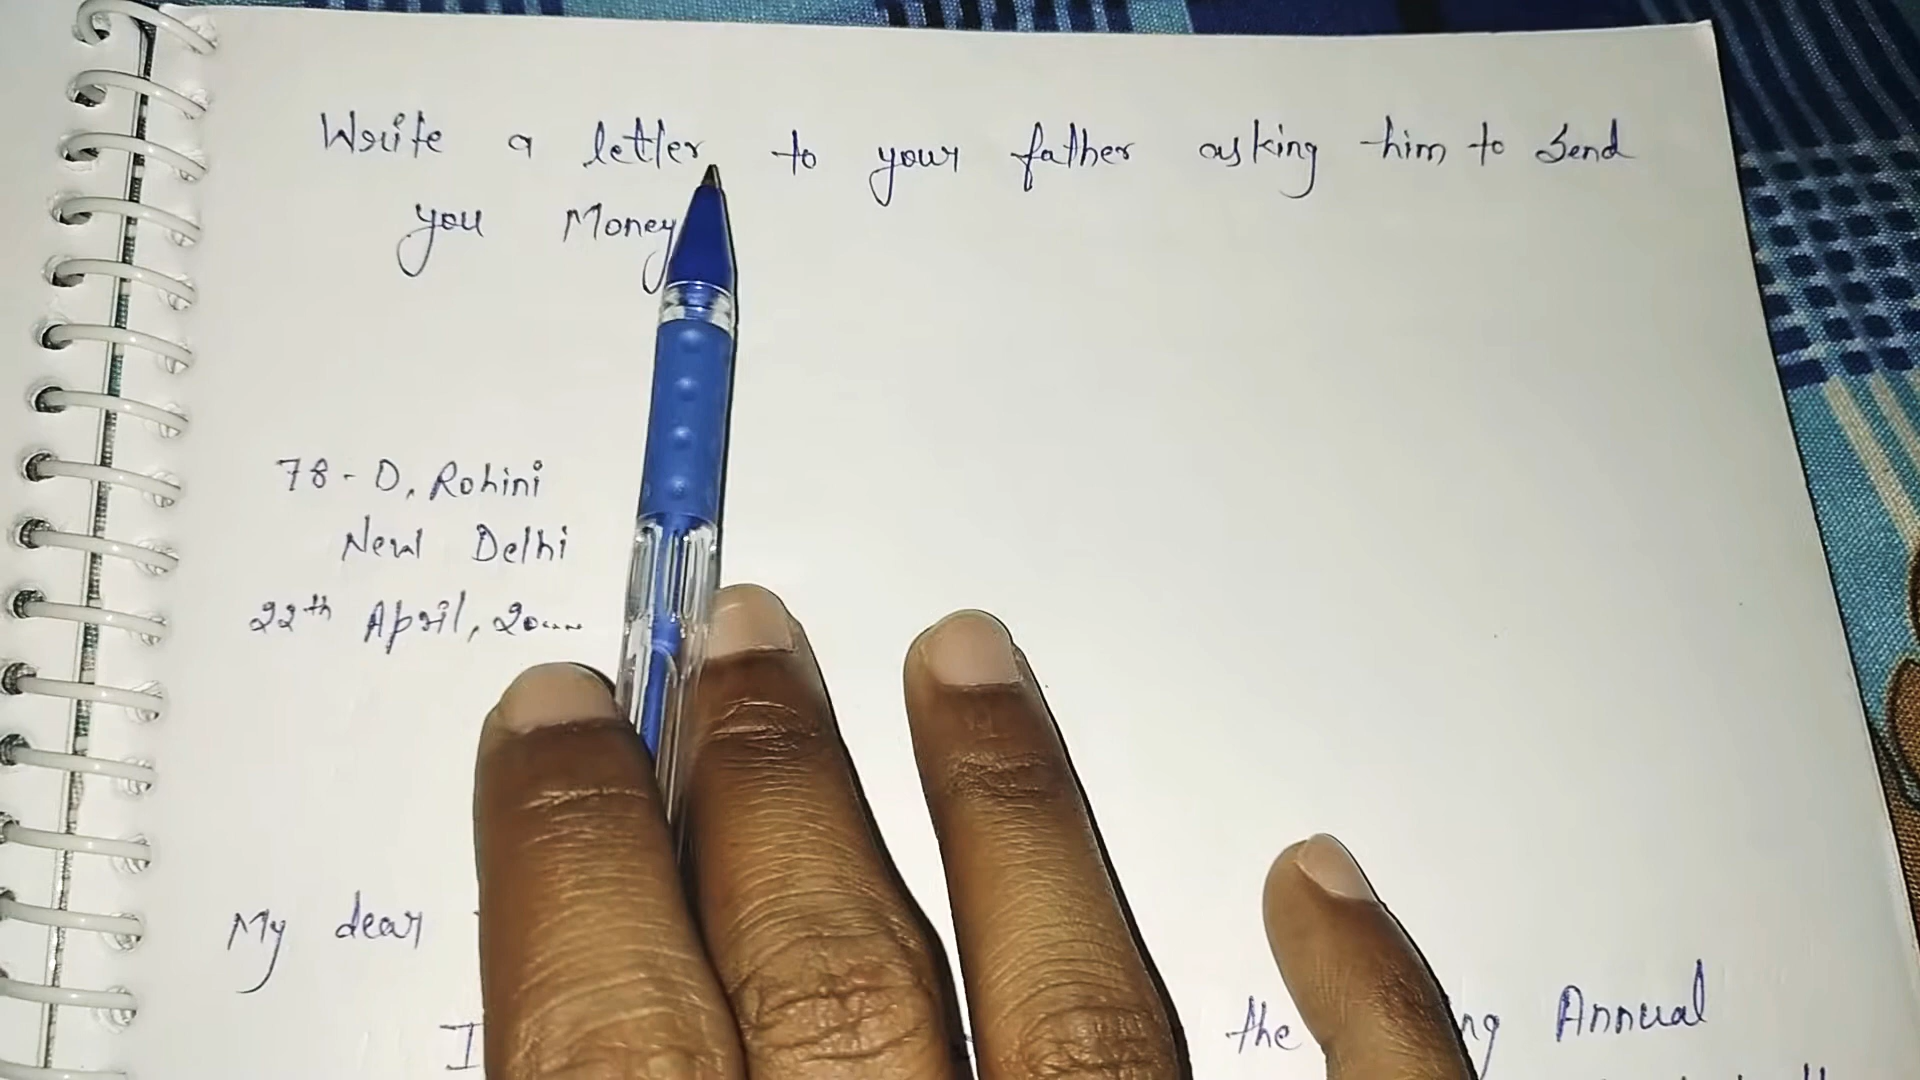 Write a letter to your father asking him to send
you Money
78-D, Rohini
New Delhi
22th April, 20....
My dear
I the Annual